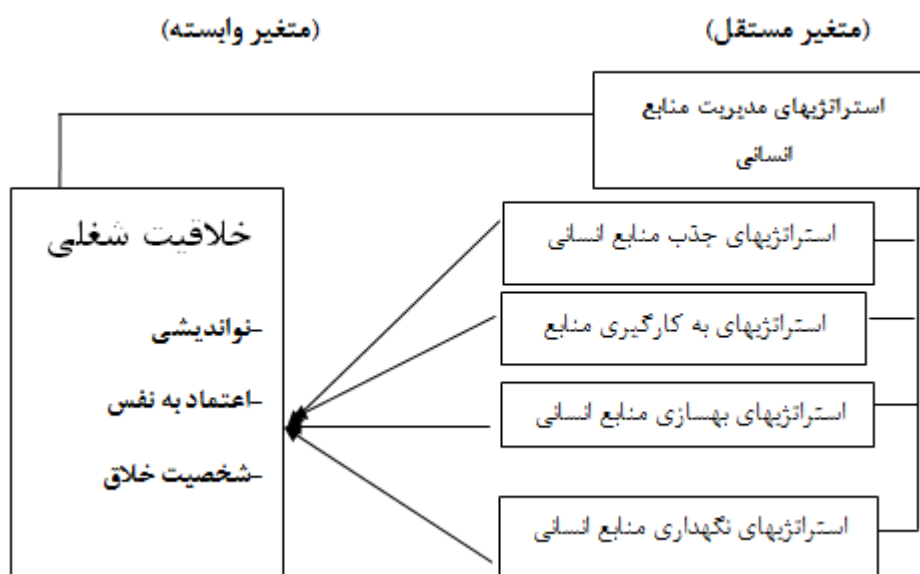 (متغیر مستقل)
(متغیر وابسته)
استراتژیهای مدیریت منابع
انسانی
خلاقیت شغلی
-نواندیشی
-اعتماد به نفس
-شخصیت خلاق
استراتژیهای جذب منابع انسانی
استراتژیهای به کارگیری منابع
استراتژیهای بهسازی منابع انسانی
استراتژیهای نگهداری منابع انسانی